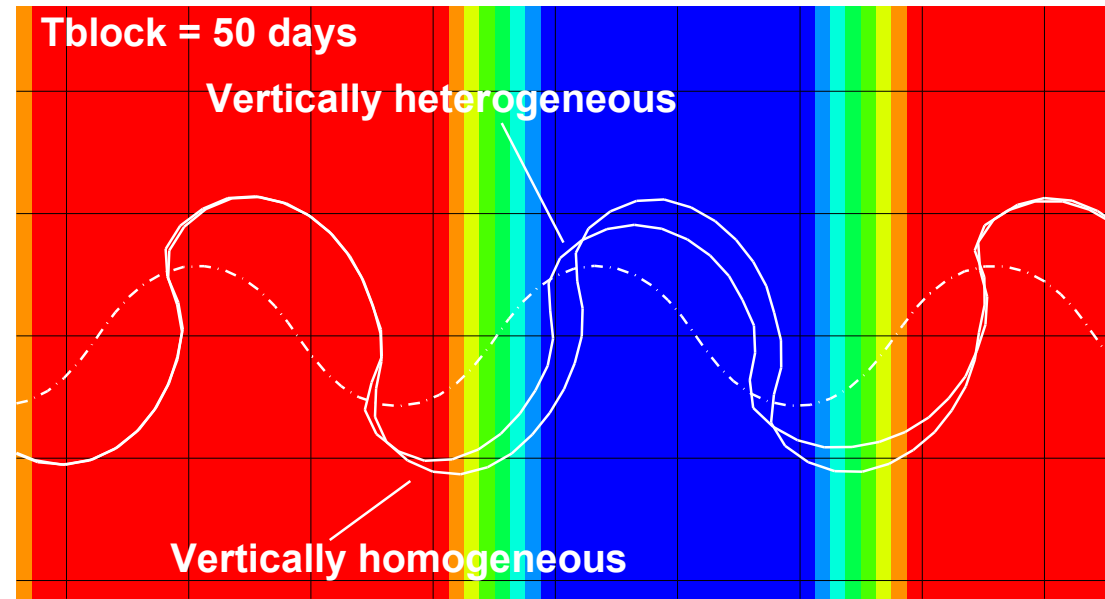 Tblock = 50 days
Vertically heterogeneous
Vertically homogeneous